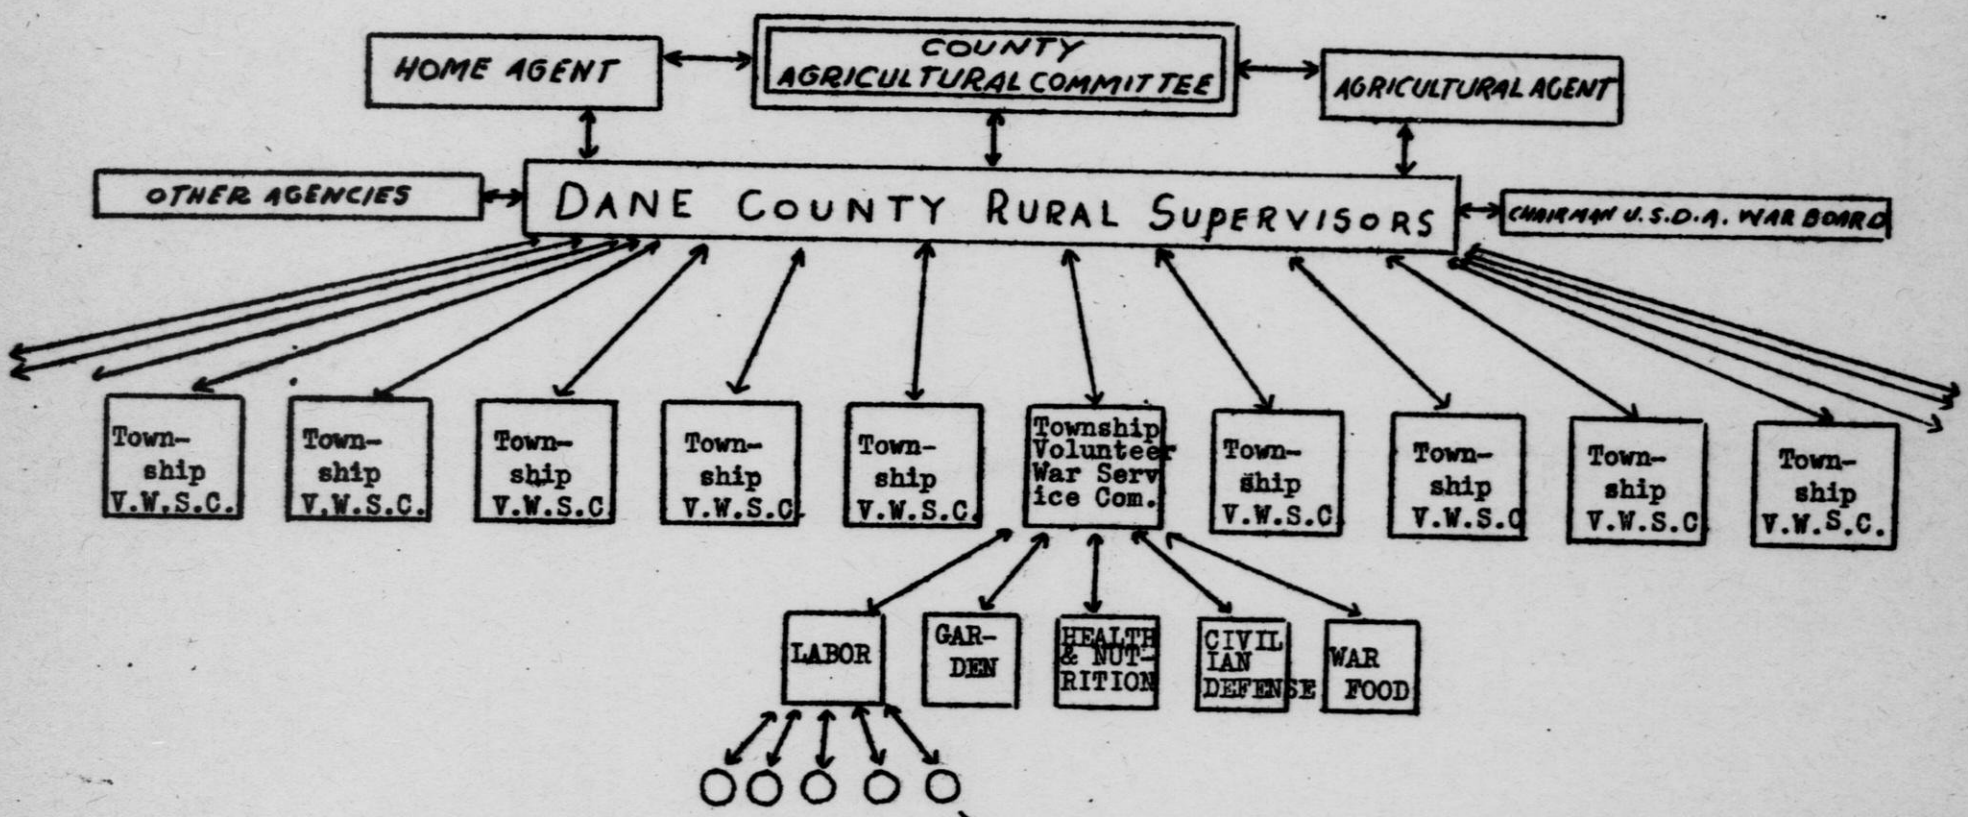 HOME AGENT
COUNTY
AGRICULTURAL COMMITTEE
AGRICULTURAL AGENT
OTHER AGENCIES
DANE COUNTY RURAL SUPERVISORS
CHAIRMAN U.S.D.A. WAR BOARD
Town-
ship
V.W.S.C.
Town-
ship
V.W.S.C.
Town-
ship
V.W.S.C
Town-
ship
V.W.S.C.
Town-
ship
V.W.S.C.
Township
Volunteer
War Serv
ice Com.
Town-
ship
V.W.S.C
Town-
ship
V.W.S.C
Town-
ship
V.W.S.C
Town-
ship
V.W.S.C.
LABOR
GAR-
DEN
HEALTH
& NUT-
RITION
CIVIL
IAN
DEFENSE
WAR
FOOD